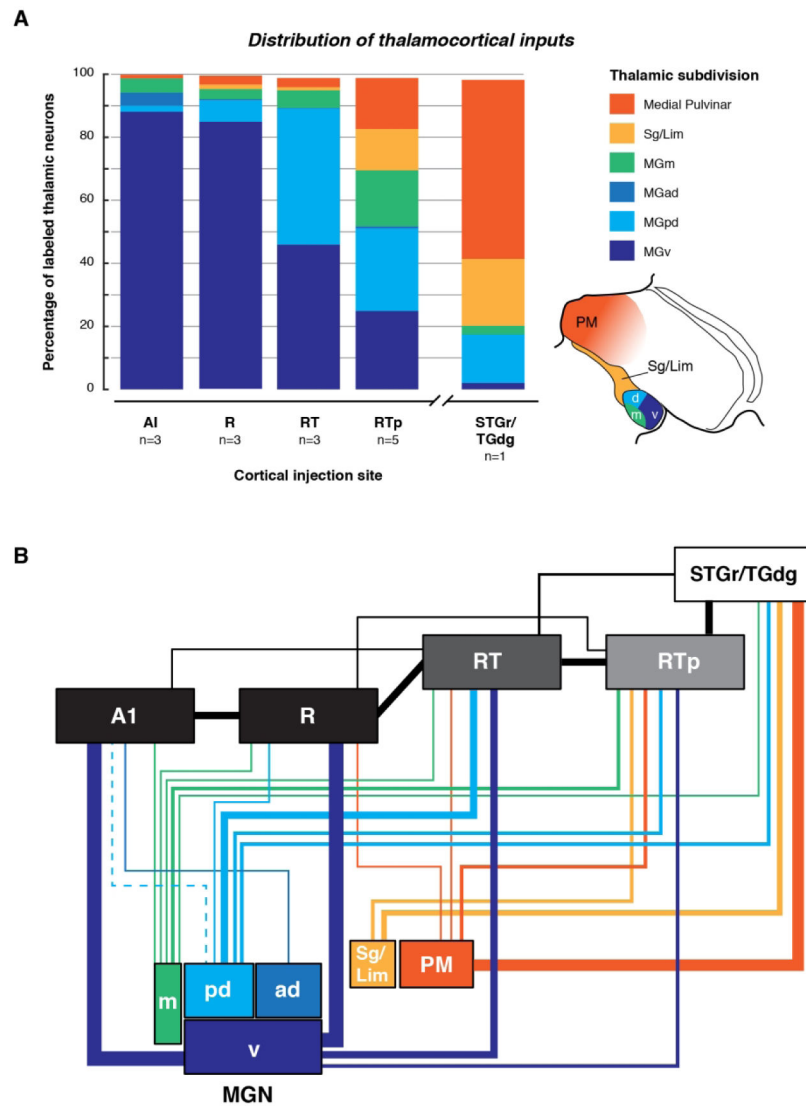 A
Distribution of thalamocortical inputs
Percentage of labeled thalamic neurons
100
80
60
40
20
0
AI
n=3
R
n=3
RT
n=3
RTp
n=5
STGr/
TGdg
n=1
Cortical injection site
Thalamic subdivision
Medial Pulvinar
Sg/Lim
MGm
MGad
MGpd
MGv
PM
Sg/Lim
d
m
v
B
STGr/TGdg
RT
RTp
A1
R
Sg/
Lim
PM
m
pd
ad
v
MGN